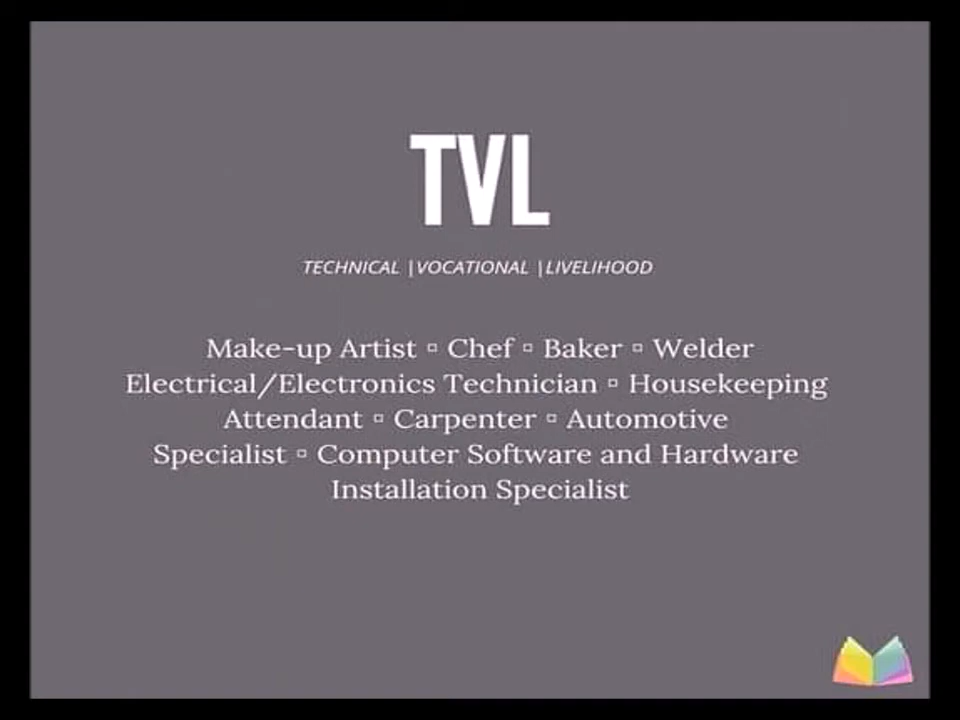 TVL
TECHNICAL |VOCATIONAL |LIVELIHOOD
Make-up Artist ▫ Chef ▫ Baker ▫ Welder
Electrical/Electronics Technician ▫ Housekeeping
Attendant ▫ Carpenter ▫ Automotive
Specialist ▫ Computer Software and Hardware
Installation Specialist